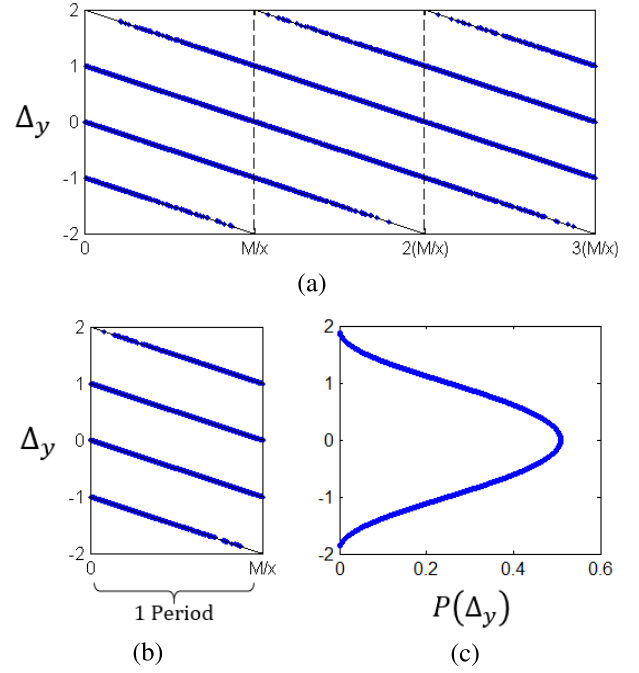 2
1
Δy
0
-1
-2
0 M/x 2(M/x) 3(M/x)
(a)
2 2
1 1
Δy
0 0
-1 -1
-2 -2
0 M/x 0 0.2 0.4 0.6
1 Period P(Δy)
(b) (c)